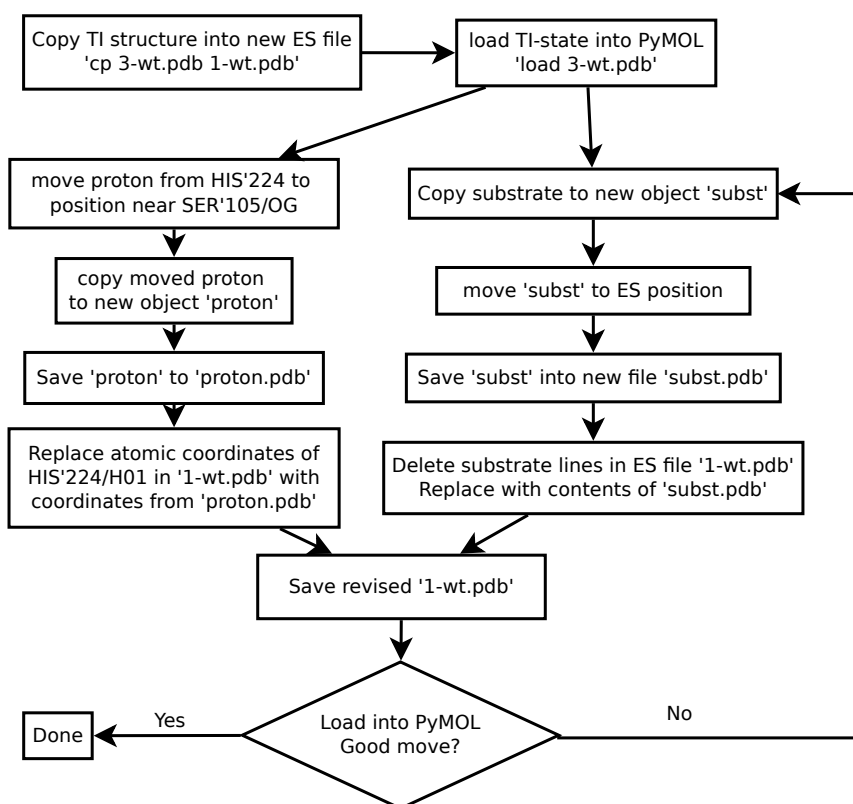 Copy TI structure into new ES file
'cp 3-wt.pdb 1-wt.pdb'
load TI-state into PyMOL
'load 3-wt.pdb'
move proton from HIS'224 to
position near SER'105/OG
Copy substrate to new object 'subst'
copy moved proton
to new object 'proton'
move 'subst' to ES position
Save 'proton' to 'proton.pdb'
Save 'subst' into new file 'subst.pdb'
Replace atomic coordinates of
HIS'224/H01 in '1-wt.pdb' with
coordinates from 'proton.pdb'
Delete substrate lines in ES file '1-wt.pdb'
Replace with contents of 'subst.pdb'
Save revised '1-wt.pdb'
Load into PyMOL
Good move?
Yes
No
Done